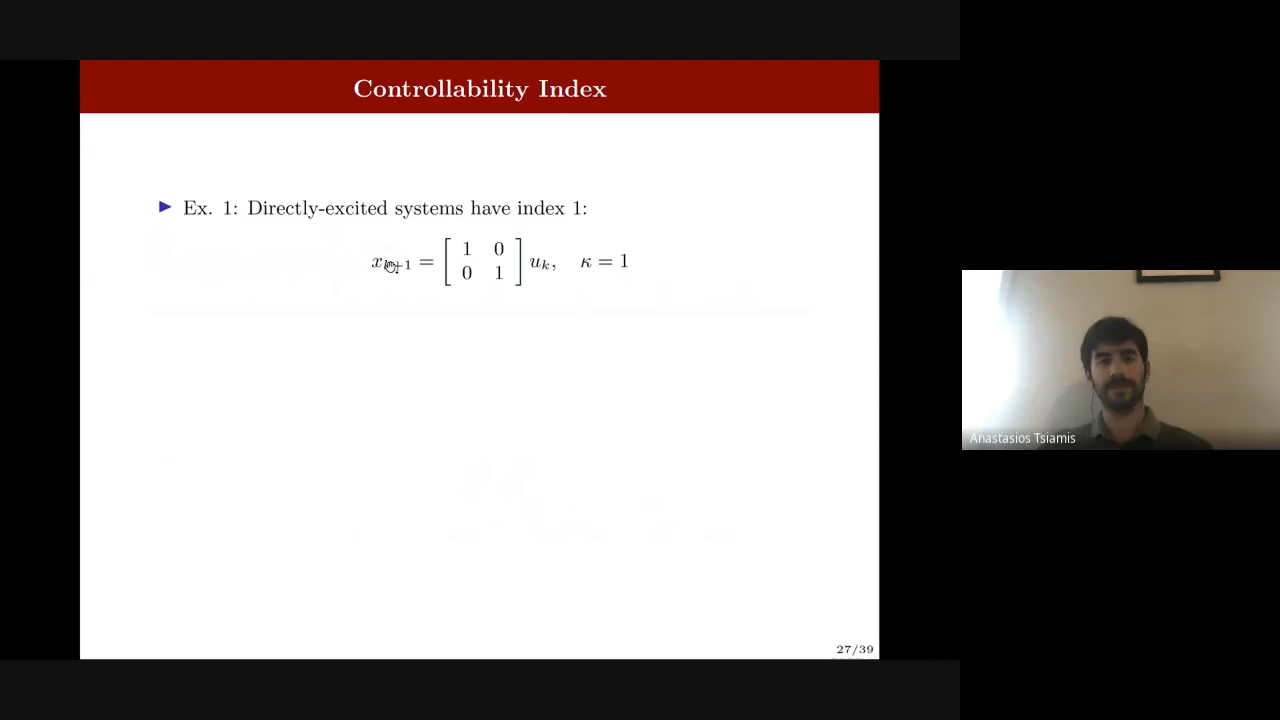 Controllability Index
▶ Ex. 1: Directly-excited systems have index 1:
x_{k+1} = [ 1 0 ; 0 1 ] u_k, κ = 1
Anastasios Tsiamis
27/39